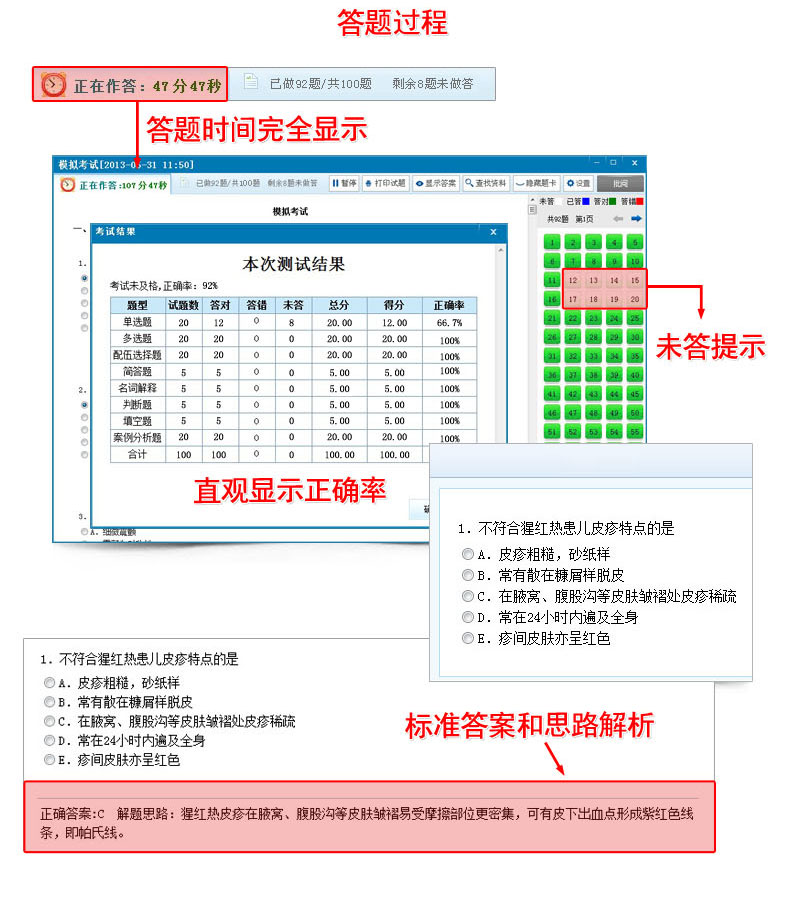 答题过程
正在作答：47 分 47秒
已做92题/共100题 剩余8题未做答
答题时间完全显示
模拟考试[2013-05-31 11:50]
正在作答:107 分 47秒 已做92题/共100题 剩余8题未做答 暂停 打印试题 显示答案 查找资料 隐藏题卡 设置
模拟考试
未答 已答 答对 答错
共92题 第1页
一、
1.
2.
3.
考试结果
本次测试结果
考试未及格,正确率: 92%
题型 试题数 答对 答错 未答 总分 得分 正确率
单选题 20 12 0 8 20.00 12.00 66.7%
多选题 20 20 0 0 20.00 20.00 100%
配伍选择题 20 20 0 0 20.00 20.00 100%
简答题 5 5 0 0 5.00 5.00 100%
名词解释 5 5 0 0 5.00 5.00 100%
判断题 5 5 0 0 5.00 5.00 100%
填空题 5 5 0 0 5.00 5.00 100%
案例分析题 20 20 0 0 20.00 20.00 100%
合计 100 100 0 0 100.00 100.00
直观显示正确率
1 2 3 4 5
6 7 8 9 10
11 12 13 14 15
16 17 18 19 20
21 22 23 24 25
26 27 28 29 30
31 32 33 34 35
36 37 38 39 40
41 42 43 44 45
46 47 48 49 50
51 52 53 54 55
未答提示
1. 不符合猩红热患儿皮疹特点的是
A. 皮疹粗糙，砂纸样
B. 常有散在糠屑样脱皮
C. 在腋窝、腹股沟等皮肤皱褶处皮疹稀疏
D. 常在24小时内遍及全身
E. 疹间皮肤亦呈红色
1. 不符合猩红热患儿皮疹特点的是
A. 皮疹粗糙，砂纸样
B. 常有散在糠屑样脱皮
C. 在腋窝、腹股沟等皮肤皱褶处皮疹稀疏
D. 常在24小时内遍及全身
E. 疹间皮肤亦呈红色
标准答案和思路解析
正确答案:C 解题思路: 猩红热皮疹在腋窝、腹股沟等皮肤皱褶易受摩擦部位更密集，可有皮下出血点形成紫红色线
条，即帕氏线。